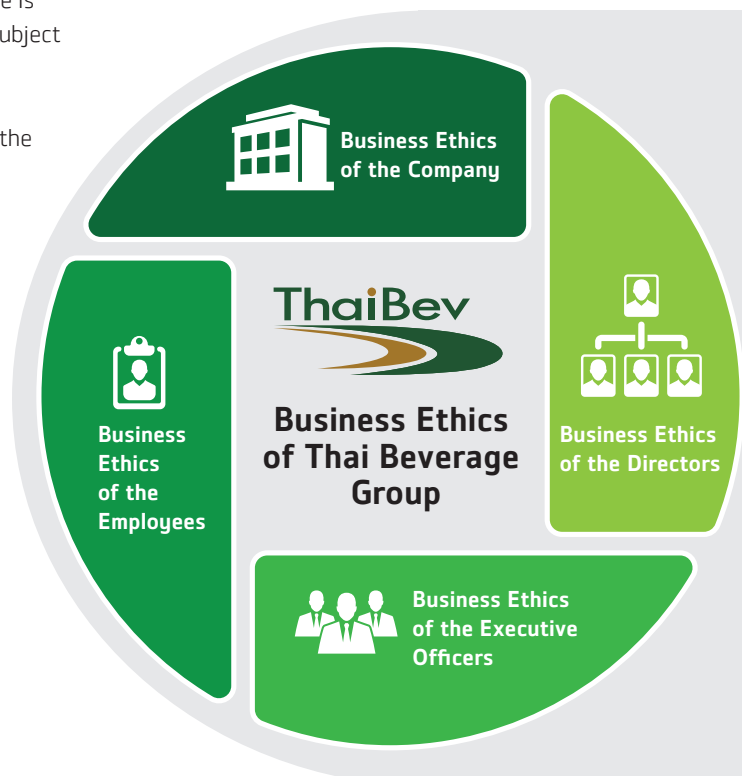 e is
ubject
the
Business Ethics
of the Company
ThaiBev
Business Ethics
of Thai Beverage
Group
Business Ethics
of the Directors
Business Ethics
of the Executive
Officers
Business
Ethics
of the
Employees